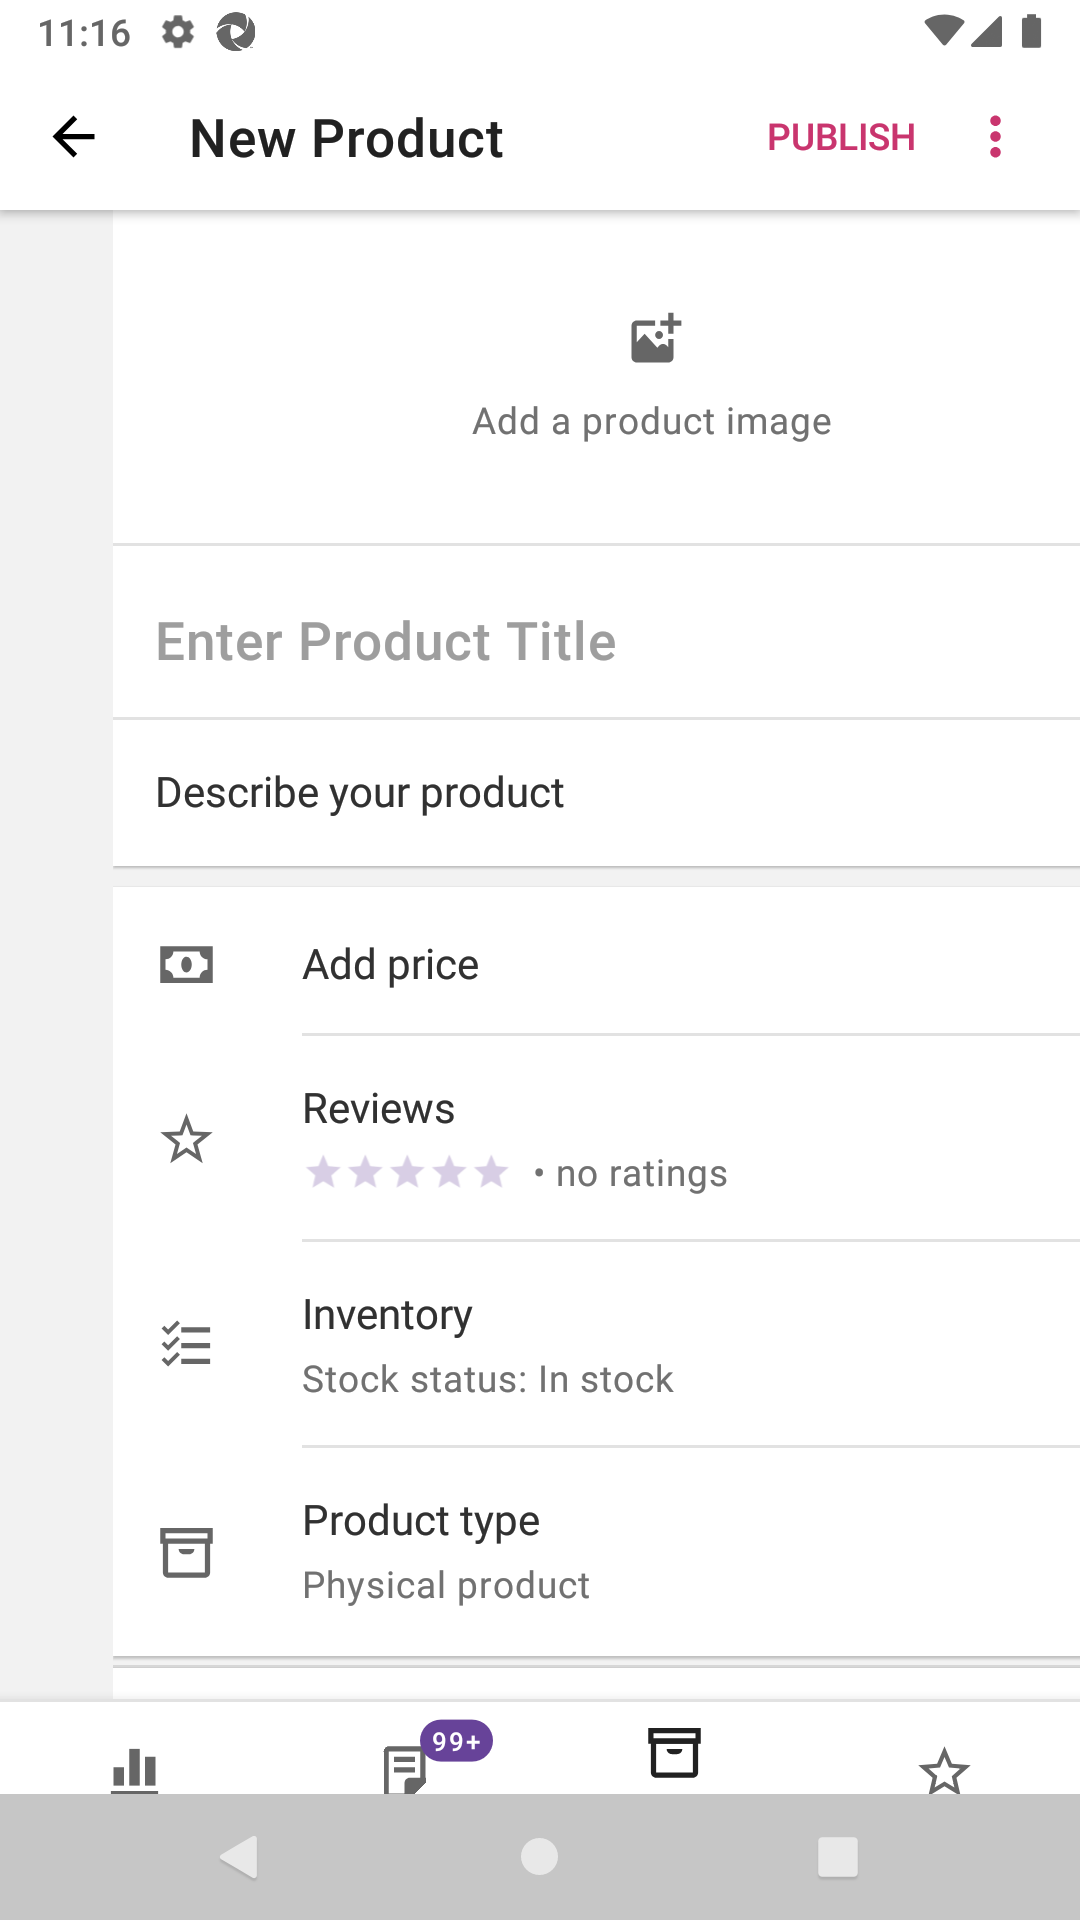 11:16
New Product
PUBLISH
Add a product image
Enter Product Title
Describe your product
Add price
Reviews
• no ratings
Inventory
Stock status: In stock
Product type
Physical product
99+